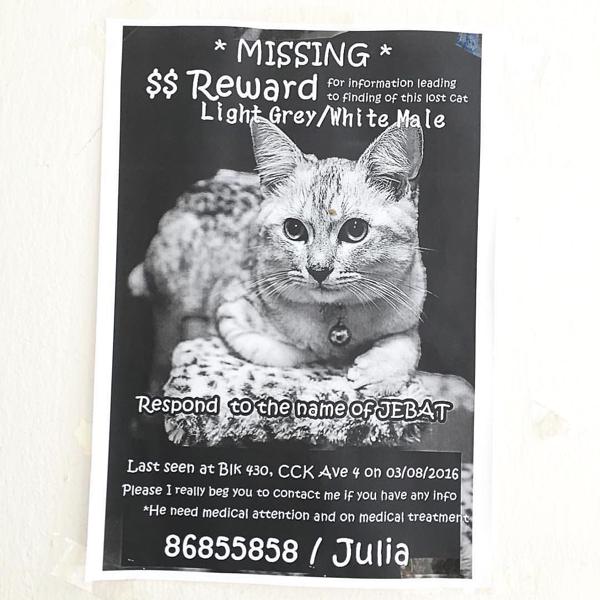 * MISSING *
$$ Reward for information leading
to finding of this lost cat
Light Grey/White Male
Respond to the name of JEBAT
Last seen at Blk 430, CCK Ave 4 on 03/08/2016
Please I really beg you to contact me if you have any info
*He need medical attention and on medical treatment
86855858 / Julia